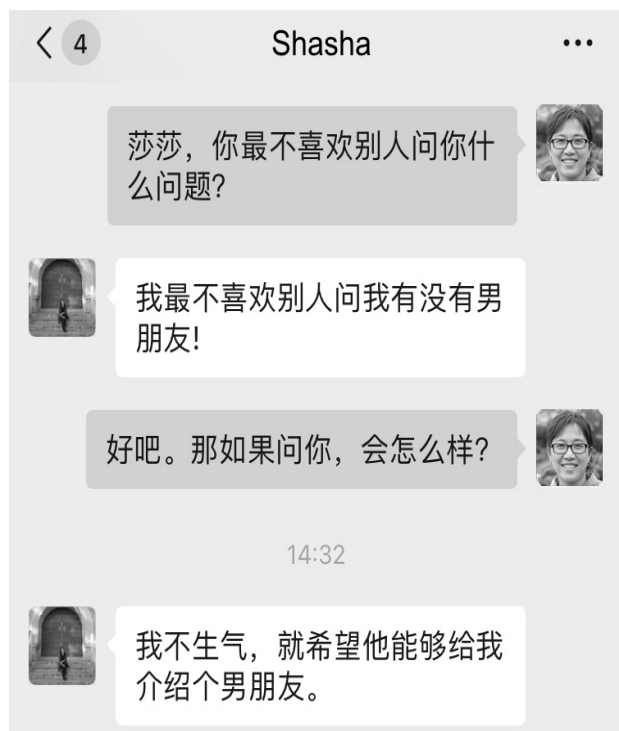 4
Shasha
莎莎，你最不喜欢别人问你什
么问题?
我最不喜欢别人问我有没有男
朋友!
好吧。那如果问你，会怎么样?
14:32
我不生气，就希望他能够给我
介绍个男朋友。